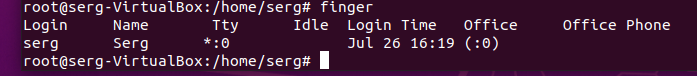 root@serg-VirtualBox:/home/serg# finger
Login     Name       Tty      Idle  Login Time   Office     Office Phone
serg      Serg      *:0             Jul 26 16:19 (:0)
root@serg-VirtualBox:/home/serg#